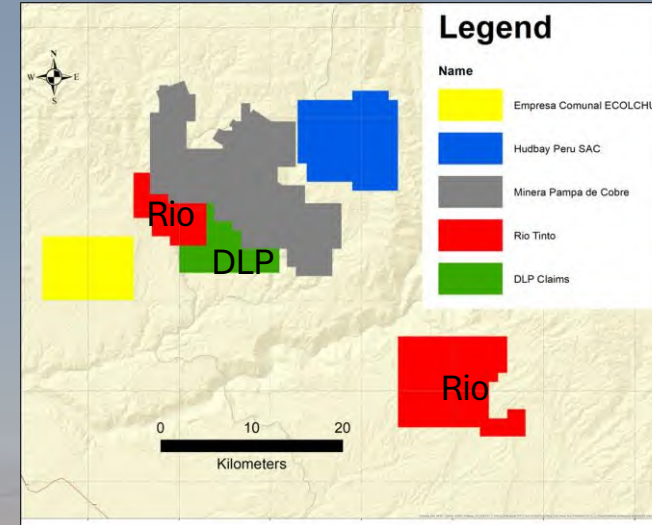 Legend
Name
Empresa Comunal ECOLCHU
Hudbay Peru SAC
Minera Pampa de Cobre
Rio Tinto
DLP Claims
N
W E
S
Rio
DLP
Rio
0 10 20
Kilometers